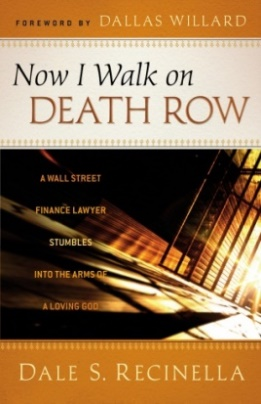 FOREWORD BY DALLAS WILLARD
Now I Walk on
DEATH ROW
A WALL STREET
FINANCE LAWYER
STUMBLES
INTO THE ARMS OF
A LOVING GOD
DALE S. RECINELLA